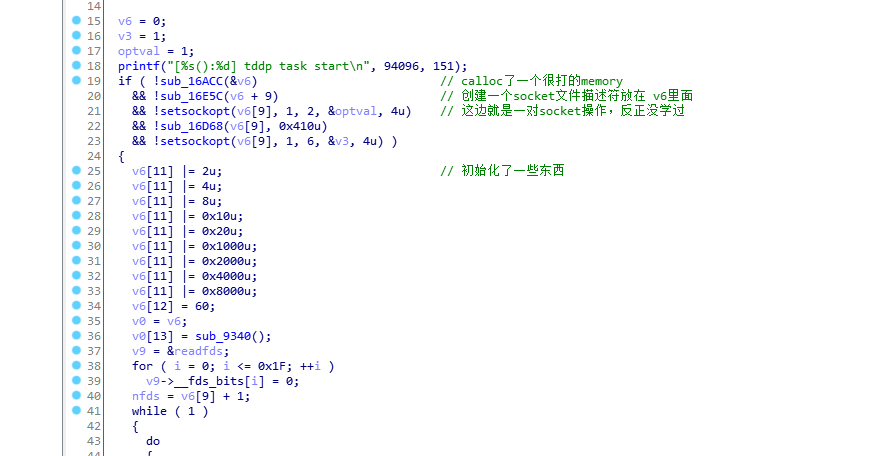 14
15 v6 = 0;
16 v3 = 1;
17 optval = 1;
18 printf("[%s():%d] tddp task start\n", 94096, 151);
19 if ( !sub_16ACC(&v6) // calloc了一个很打的memory
20 && !sub_16E5C(v6 + 9) // 创建一个socket文件描述符放在 v6里面
21 && !setsockopt(v6[9], 1, 2, &optval, 4u) // 这边就是一对socket操作，反正没学过
22 && !sub_16D68(v6[9], 0x410u)
23 && !setsockopt(v6[9], 1, 6, &v3, 4u) )
24 {
25 v6[11] |= 2u; // 初始化了一些东西
26 v6[11] |= 4u;
27 v6[11] |= 8u;
28 v6[11] |= 0x10u;
29 v6[11] |= 0x20u;
30 v6[11] |= 0x1000u;
31 v6[11] |= 0x2000u;
32 v6[11] |= 0x4000u;
33 v6[11] |= 0x8000u;
34 v6[12] = 60;
35 v0 = v6;
36 v0[13] = sub_9340();
37 v9 = &readfds;
38 for ( i = 0; i <= 0x1F; ++i )
39 v9->__fds_bits[i] = 0;
40 nfds = v6[9] + 1;
41 while ( 1 )
42 {
43 do